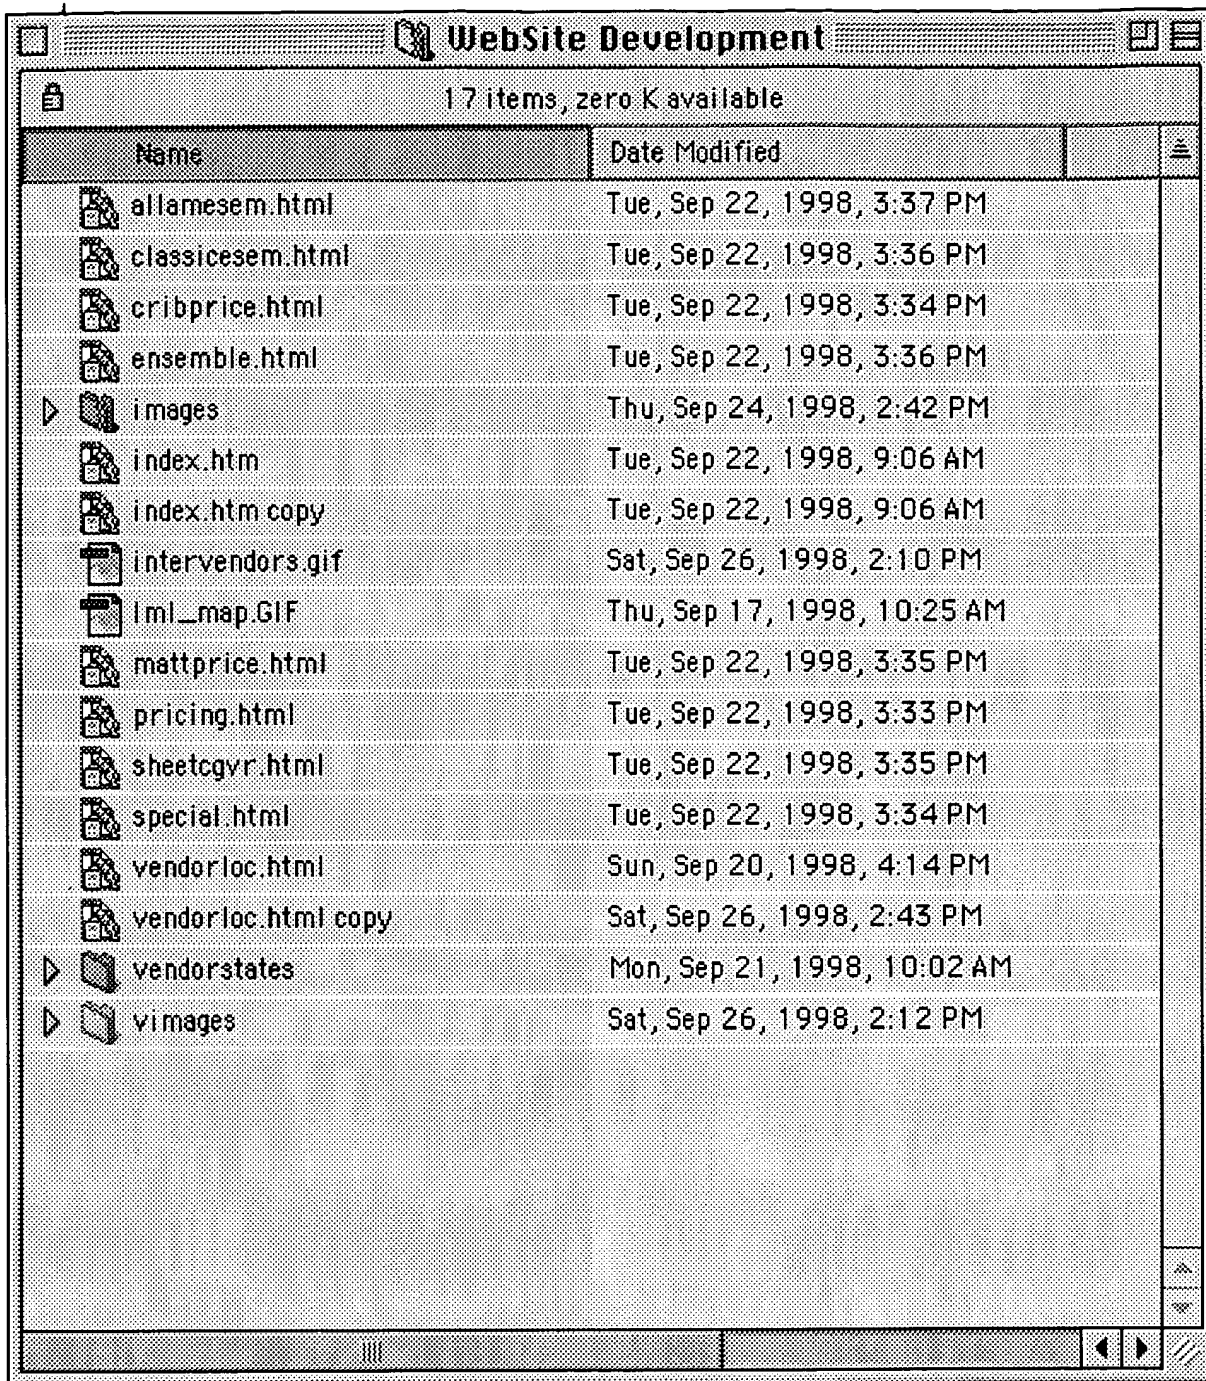 WebSite Development
17 items, zero K available
Name Date Modified
allamesem.html Tue, Sep 22, 1998, 3:37 PM
classicesem.html Tue, Sep 22, 1998, 3:36 PM
cribprice.html Tue, Sep 22, 1998, 3:34 PM
ensemble.html Tue, Sep 22, 1998, 3:36 PM
images Thu, Sep 24, 1998, 2:42 PM
index.htm Tue, Sep 22, 1998, 9:06 AM
index.htm copy Tue, Sep 22, 1998, 9:06 AM
intervendors.gif Sat, Sep 26, 1998, 2:10 PM
lml_map.GIF Thu, Sep 17, 1998, 10:25 AM
mattprice.html Tue, Sep 22, 1998, 3:35 PM
pricing.html Tue, Sep 22, 1998, 3:33 PM
sheetcgvr.html Tue, Sep 22, 1998, 3:35 PM
special.html Tue, Sep 22, 1998, 3:34 PM
vendorloc.html Sun, Sep 20, 1998, 4:14 PM
vendorloc.html copy Sat, Sep 26, 1998, 2:43 PM
vendorstates Mon, Sep 21, 1998, 10:02 AM
vimages Sat, Sep 26, 1998, 2:12 PM